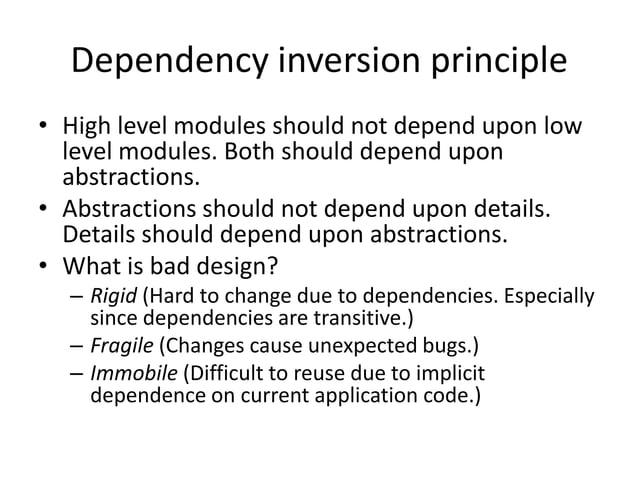 Dependency inversion principle
• High level modules should not depend upon low
level modules. Both should depend upon
abstractions.
• Abstractions should not depend upon details.
Details should depend upon abstractions.
• What is bad design?
– Rigid (Hard to change due to dependencies. Especially
since dependencies are transitive.)
– Fragile (Changes cause unexpected bugs.)
– Immobile (Difficult to reuse due to implicit
dependence on current application code.)